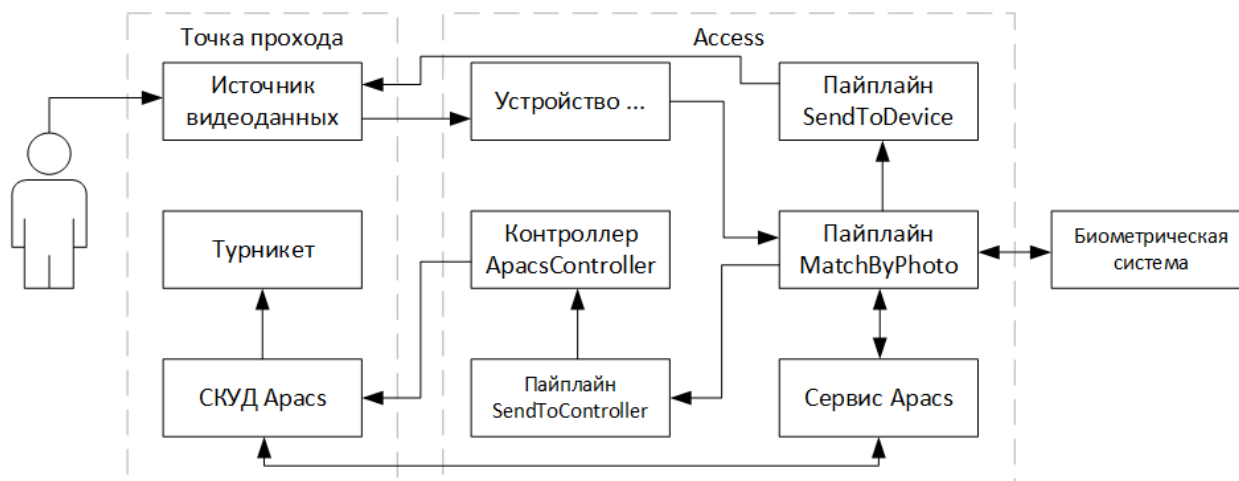 Точка прохода
Access
Источник
видеоданных
Устройство ...
Пайплайн
SendToDevice
Турникет
Контроллер
ApacsController
Пайплайн
MatchByPhoto
Биометрическая
система
СКУД Apacs
Пайплайн
SendToController
Сервис Apacs